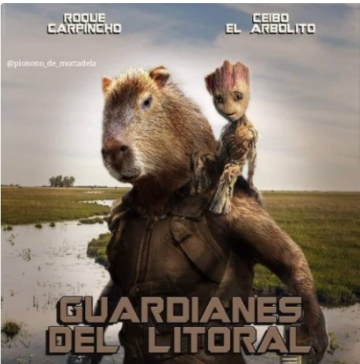 ROQUE
CARPINCHO
CEIBO
EL ARBOLITO
@pionono_de_mortadela
GUARDIANES
DEL LITORAL